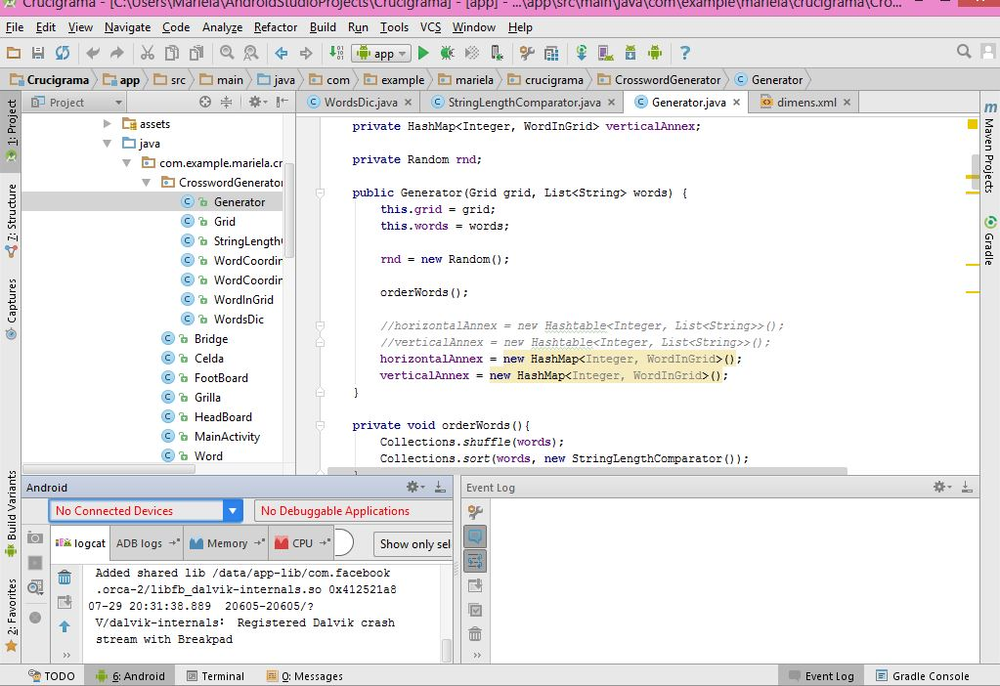 Crucigrama - [C:\Users\Mariela\AndroidStudioProjects\Crucigrama] - [app] - ...\app\src\main\java\com\example\mariela\crucigrama\Cro...
File Edit View Navigate Code Analyze Refactor Build Run Tools VCS Window Help
app
Crucigrama app src main java com example mariela crucigrama CrosswordGenerator Generator
Project
WordsDic.java StringLengthComparator.java Generator.java dimens.xml
1: Project
7: Structure
Captures
Build Variants
2: Favorites
assets
java
com.example.mariela.cr
CrosswordGenerator
Generator
Grid
StringLength
WordCoordin
WordCoordin
WordInGrid
WordsDic
Bridge
Celda
FootBoard
Grilla
HeadBoard
MainActivity
Word
private HashMap<Integer, WordInGrid> verticalAnnex;
private Random rnd;
public Generator(Grid grid, List<String> words) {
this.grid = grid;
this.words = words;
rnd = new Random();
orderWords();
//horizontalAnnex = new Hashtable<Integer, List<String>>();
//verticalAnnex = new Hashtable<Integer, List<String>>();
horizontalAnnex = new HashMap<Integer, WordInGrid>();
verticalAnnex = new HashMap<Integer, WordInGrid>();
}
private void orderWords(){
Collections.shuffle(words);
Collections.sort(words, new StringLengthComparator());
m Maven Projects
Gradle
Android
No Connected Devices No Debuggable Applications
logcat ADB logs Memory CPU Show only sel
Added shared lib /data/app-lib/com.facebook
.orca-2/libfb_dalvik-internals.so 0x412521a8
07-29 20:31:38.889 20605-20605/?
V/dalvik-internals: Registered Dalvik crash
stream with Breakpad
Event Log
TODO 6: Android Terminal 0: Messages Event Log Gradle Console